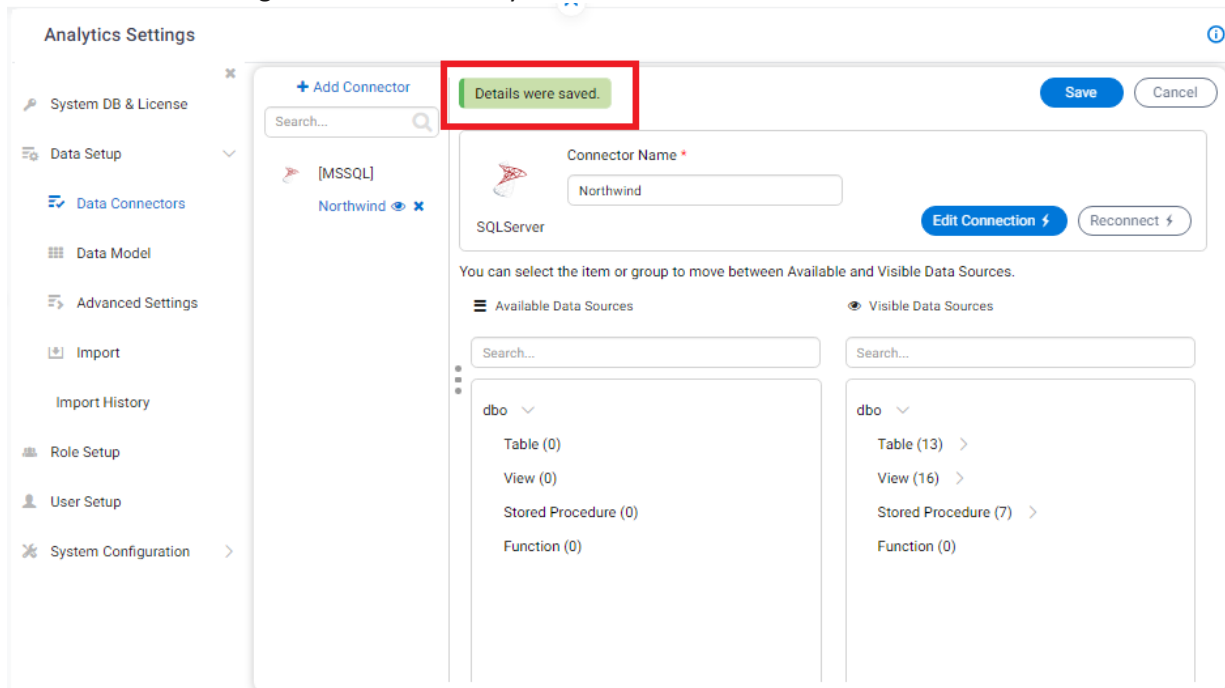 Analytics Settings
System DB & License
Data Setup
Data Connectors
Data Model
Advanced Settings
Import
Import History
Role Setup
User Setup
System Configuration
+ Add Connector
Search...
[MSSQL]
Northwind
Details were saved.
Save
Cancel
SQLServer
Connector Name *
Northwind
Edit Connection
Reconnect
You can select the item or group to move between Available and Visible Data Sources.
Available Data Sources
Search...
dbo
Table (0)
View (0)
Stored Procedure (0)
Function (0)
Visible Data Sources
Search...
dbo
Table (13)
View (16)
Stored Procedure (7)
Function (0)